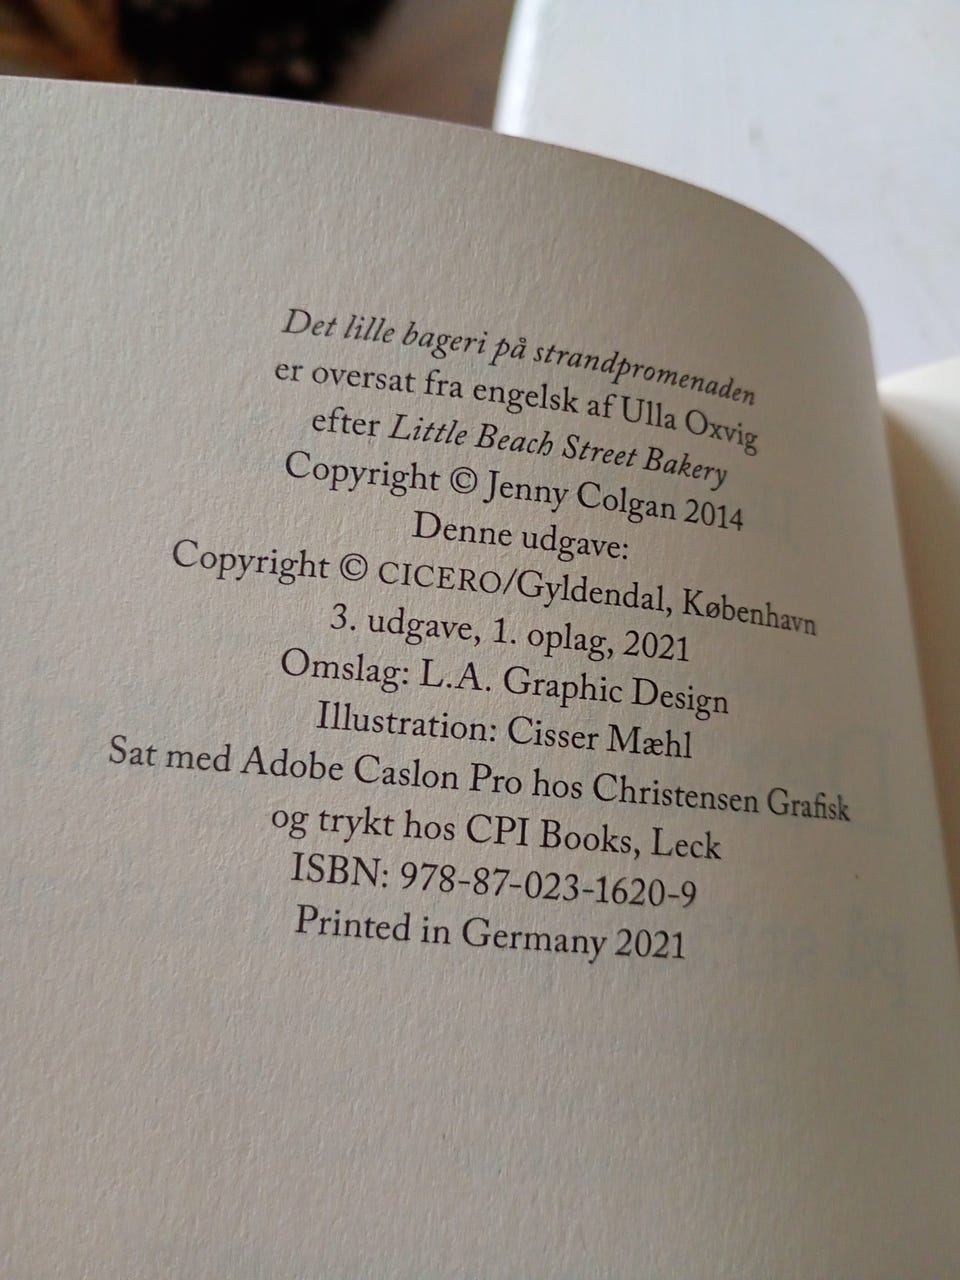 Det lille bageri på strandpromenaden
er oversat fra engelsk af Ulla Oxvig
efter Little Beach Street Bakery
Copyright © Jenny Colgan 2014
Denne udgave:
Copyright © CICERO/Gyldendal, København
3. udgave, 1. oplag, 2021
Omslag: L.A. Graphic Design
Illustration: Cisser Mæhl
Sat med Adobe Caslon Pro hos Christensen Grafisk
og trykt hos CPI Books, Leck
ISBN: 978-87-023-1620-9
Printed in Germany 2021